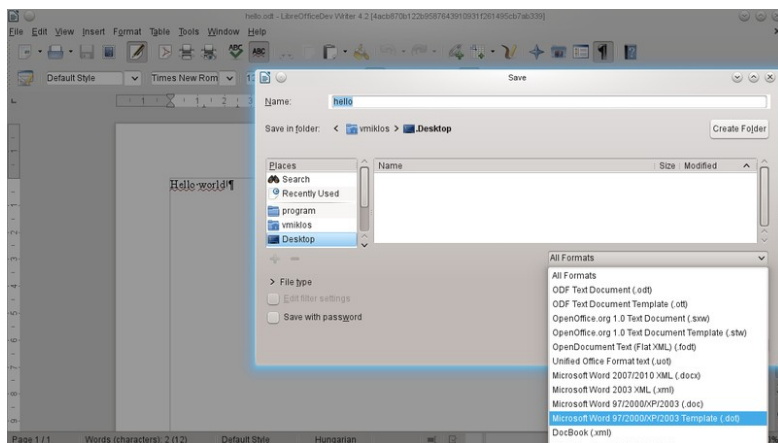 hello.odt - LibreOfficeDev Writer 4.2 [4acb870b122b9587643910931f261495cb7ab339]
File Edit View Insert Format Table Tools Window Help
Default Style Times New Rom 12
Save
Name: hello
Save in folder: < vmiklos > .Desktop Create Folder
Places Name Size Modified
Search
Recently Used
program
vmiklos
Desktop
Hello·world!¶
All Formats
File type
Edit filter settings
Save with password
All Formats
ODF Text Document (.odt)
ODF Text Document Template (.ott)
OpenOffice.org 1.0 Text Document (.sxw)
OpenOffice.org 1.0 Text Document Template (.stw)
OpenDocument Text (Flat XML) (.fodt)
Unified Office Format text (.uot)
Microsoft Word 2007/2010 XML (.docx)
Microsoft Word 2003 XML (.xml)
Microsoft Word 97/2000/XP/2003 (.doc)
Microsoft Word 97/2000/XP/2003 Template (.dot)
DocBook (.xml)
Page 1 / 1 Words (characters): 2 (12) Default Style Hungarian